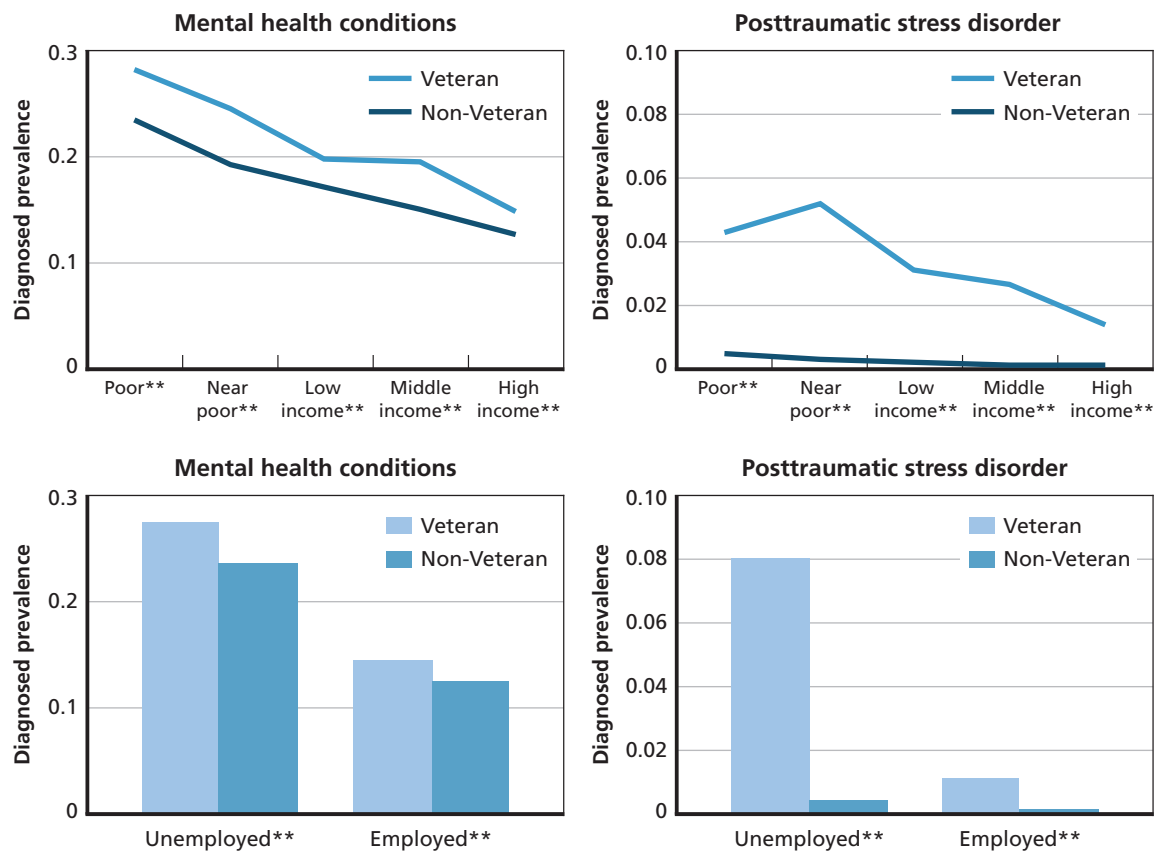 Mental health conditions
Diagnosed prevalence
0.3
0.2
0.1
0
Veteran
Non-Veteran
Poor**
Near
poor**
Low
income**
Middle
income**
High
income**
Posttraumatic stress disorder
Diagnosed prevalence
0.10
0.08
0.06
0.04
0.02
0
Veteran
Non-Veteran
Poor**
Near
poor**
Low
income**
Middle
income**
High
income**
Mental health conditions
Diagnosed prevalence
0.3
0.2
0.1
0
Veteran
Non-Veteran
Unemployed**
Employed**
Posttraumatic stress disorder
Diagnosed prevalence
0.10
0.08
0.06
0.04
0.02
0
Veteran
Non-Veteran
Unemployed**
Employed**